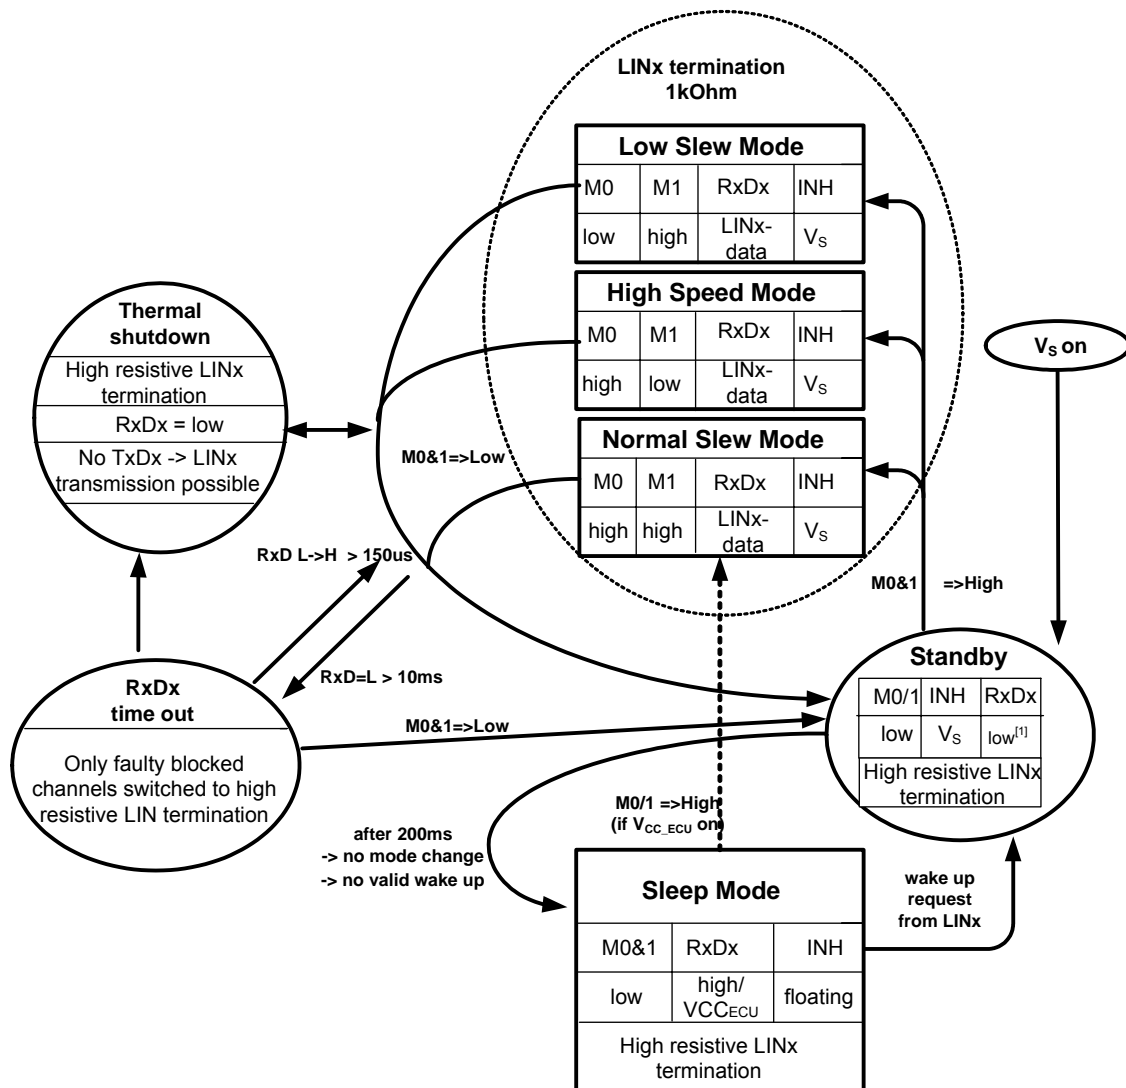 LINx termination
1kOhm
Low Slew Mode
M0 M1 RxDx INH
low high LINx-data VS
High Speed Mode
M0 M1 RxDx INH
high low LINx-data VS
Normal Slew Mode
M0 M1 RxDx INH
high high LINx-data VS
Thermal
shutdown
High resistive LINx
termination
RxDx = low
No TxDx -> LINx
transmission possible
VS on
M0&1=>Low
RxD L->H > 150us
RxD=L > 10ms
M0&1 =>High
RxDx
time out
Only faulty blocked
channels switched to high
resistive LIN termination
M0&1=>Low
Standby
M0/1 INH RxDx
low VS low[1]
High resistive LINx
termination
M0/1 =>High
(if VCC_ECU on)
after 200ms
-> no mode change
-> no valid wake up
wake up
request
from LINx
Sleep Mode
M0&1 RxDx INH
low high/VCCECU floating
High resistive LINx
termination